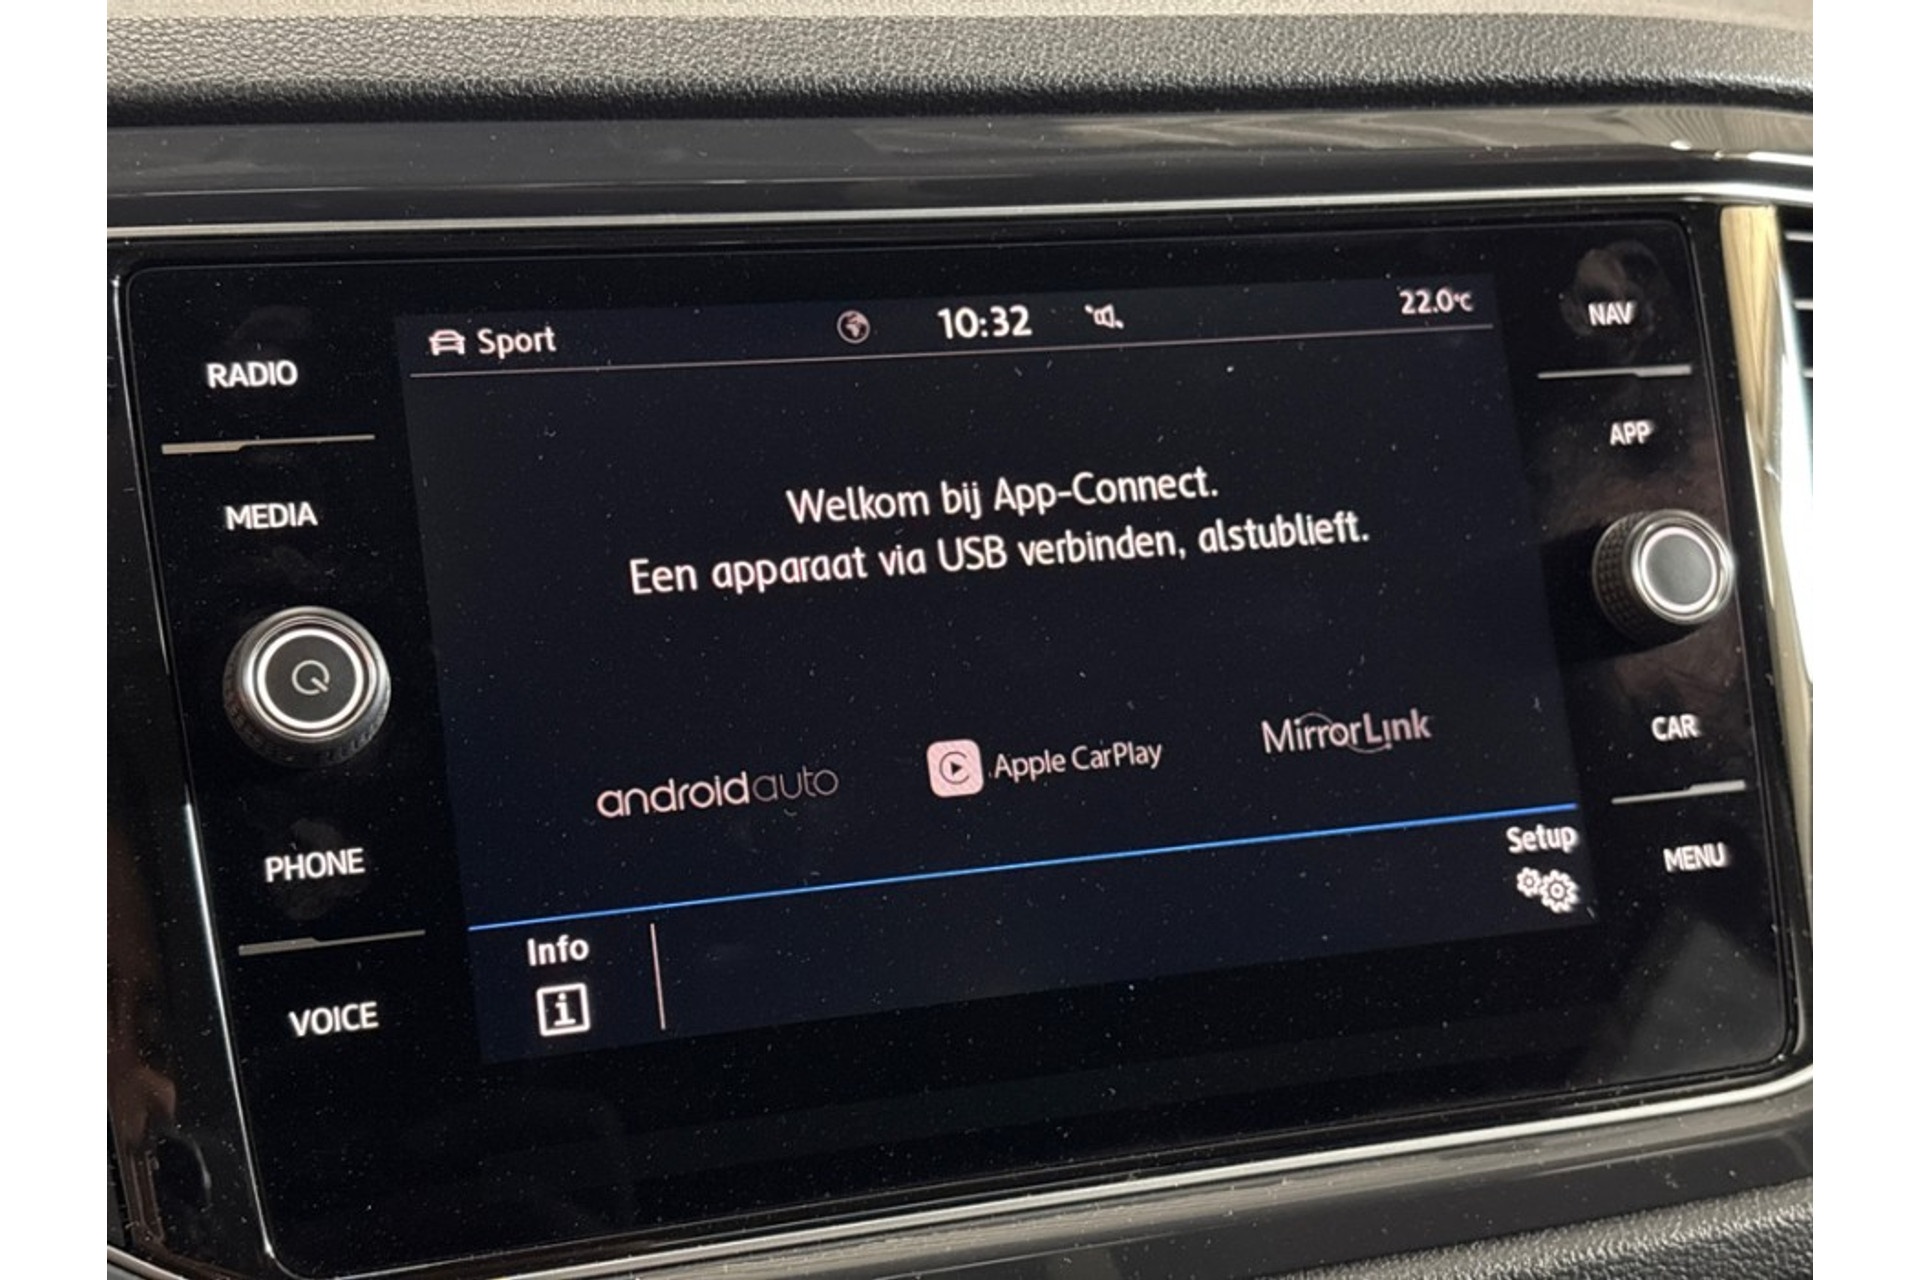 Sport
10:32
22.0°C
RADIO
MEDIA
PHONE
VOICE
Welkom bij App-Connect.
Een apparaat via USB verbinden, alstublieft.
androidauto
Apple CarPlay
MirrorLink
Info
Setup
NAV
APP
CAR
MENU